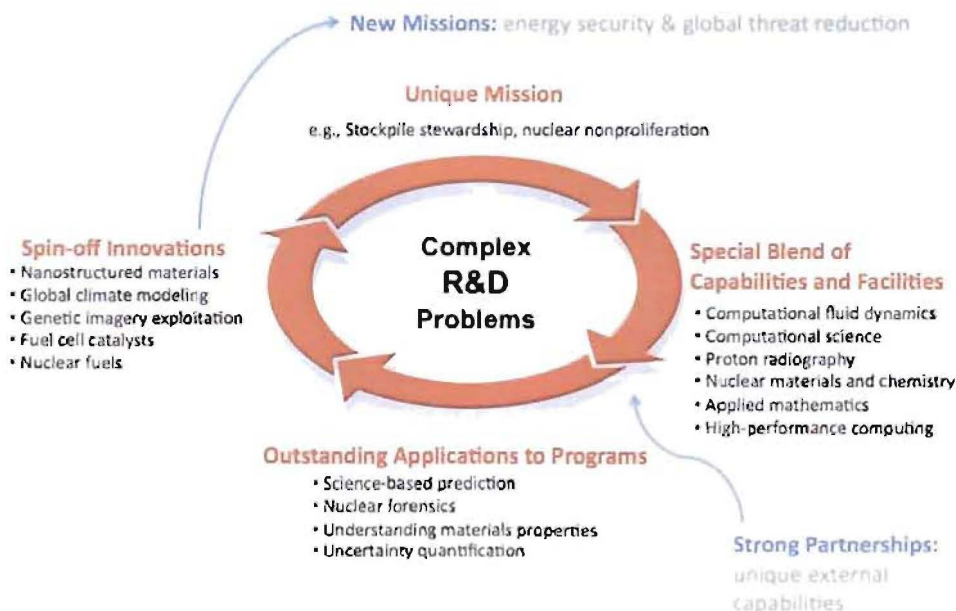 New Missions: energy security & global threat reduction
Unique Mission
e.g., Stockpile stewardship, nuclear nonproliferation
Complex
R&D
Problems
Spin-off Innovations
• Nanostructured materials
• Global climate modeling
• Genetic imagery exploitation
• Fuel cell catalysts
• Nuclear fuels
Special Blend of
Capabilities and Facilities
• Computational fluid dynamics
• Computational science
• Proton radiography
• Nuclear materials and chemistry
• Applied mathematics
• High-performance computing
Outstanding Applications to Programs
• Science-based prediction
• Nuclear forensics
• Understanding materials properties
• Uncertainty quantification
Strong Partnerships:
unique external
capabilities